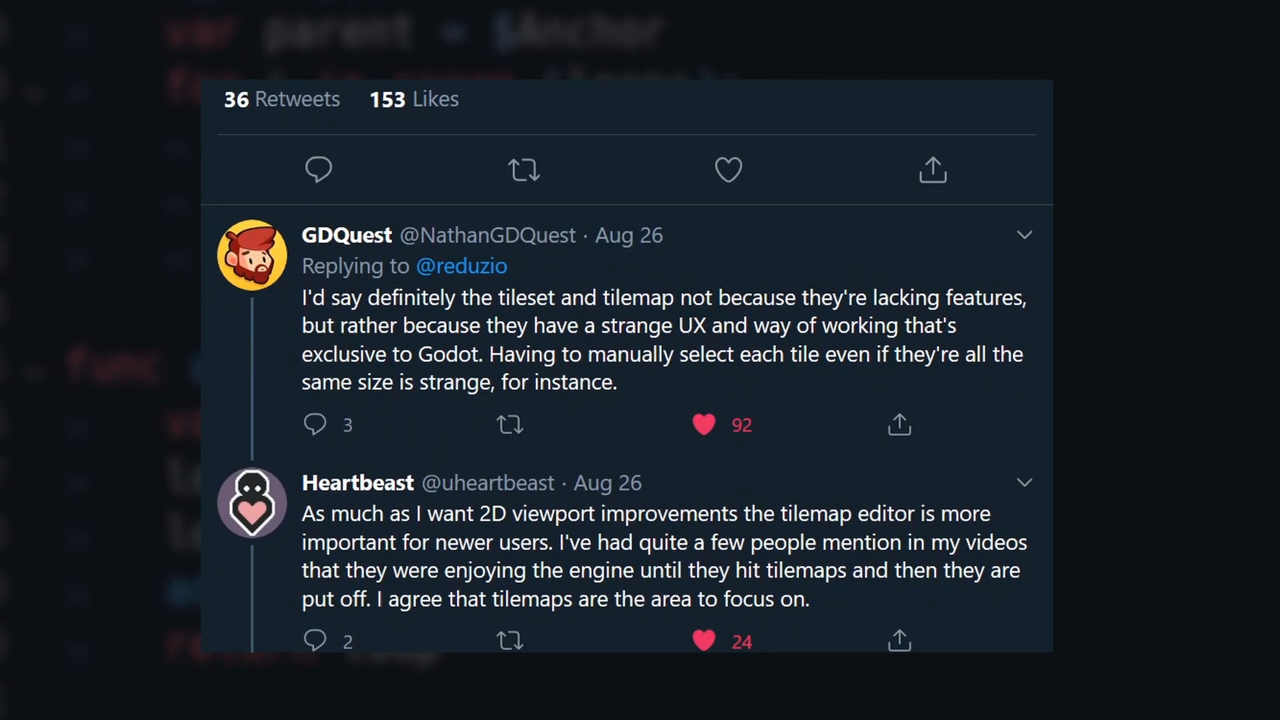 var parent = $Anchor
36 Retweets 153 Likes
GDQuest @NathanGDQuest · Aug 26
Replying to @reduzio
I'd say definitely the tileset and tilemap not because they're lacking features,
but rather because they have a strange UX and way of working that's
exclusive to Godot. Having to manually select each tile even if they're all the
same size is strange, for instance.
func
3 92
Heartbeast @uheartbeast · Aug 26
As much as I want 2D viewport improvements the tilemap editor is more
important for newer users. I've had quite a few people mention in my videos
that they were enjoying the engine until they hit tilemaps and then they are
put off. I agree that tilemaps are the area to focus on.
2 24